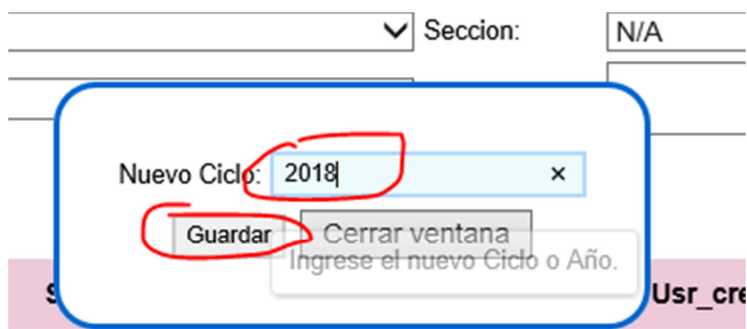 Seccion: N/A
Nuevo Ciclo: 2018 ×
Guardar Cerrar ventana
Ingrese el nuevo Ciclo o Año.
Usr_cre